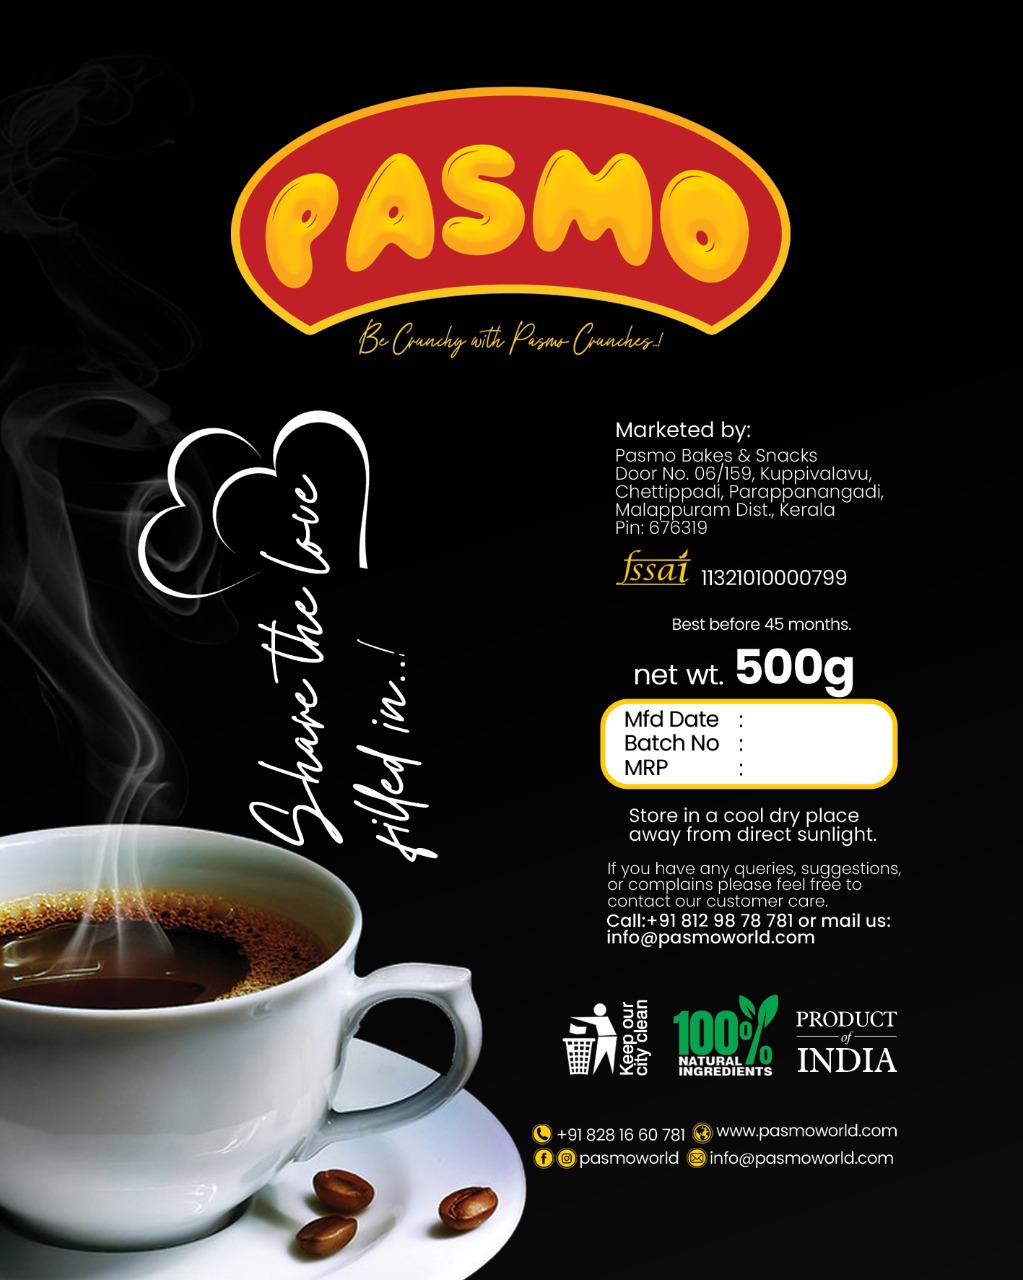 PASMO
Be Crunchy with Pasmo Crunches..!
Share the love
filled in...!
Marketed by:
Pasmo Bakes & Snacks
Door No. 06/159, Kuppivalavu,
Chettippadi, Parappanangadi,
Malappuram Dist., Kerala
Pin: 676319
fssai 11321010000799
Best before 45 months.
net wt. 500g
Mfd Date :
Batch No :
MRP :
Store in a cool dry place
away from direct sunlight.
If you have any queries, suggestions,
or complains please feel free to
contact our customer care.
Call:+91 812 98 78 781 or mail us:
info@pasmoworld.com
Keep our
city clean
100%
NATURAL
INGREDIENTS
PRODUCT
of
INDIA
+91 828 16 60 781 www.pasmoworld.com
pasmoworld info@pasmoworld.com